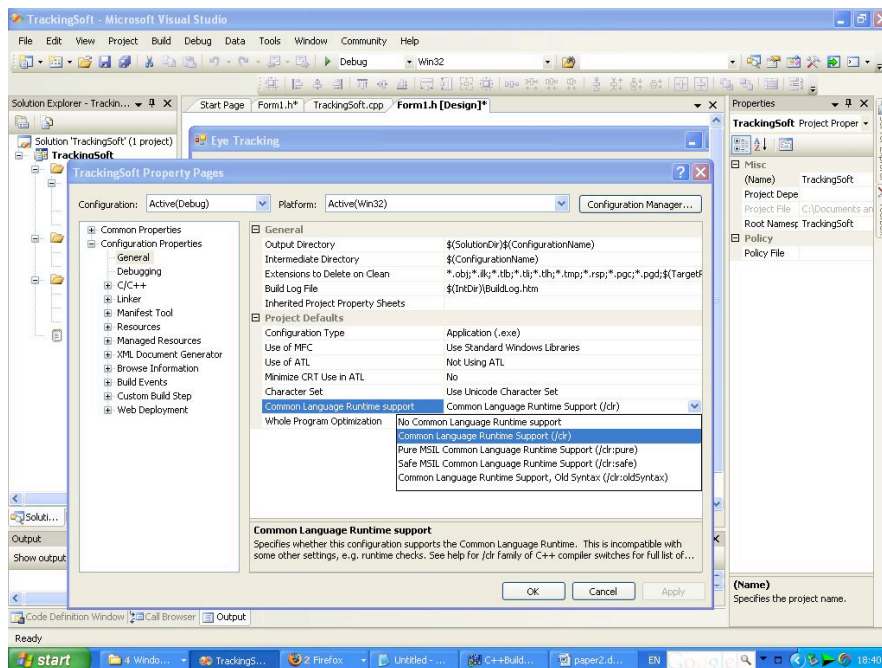 TrackingSoft - Microsoft Visual Studio
File Edit View Project Build Debug Data Tools Window Community Help
Debug Win32
Solution Explorer - Trackin...
Start Page Form1.h* TrackingSoft.cpp Form1.h [Design]*
Properties
TrackingSoft Project Proper
Solution 'TrackingSoft' (1 project)
TrackingSoft
Eye Tracking
Misc
(Name) TrackingSoft
Project Depe
Project File C:\Documents an
Root Namesp TrackingSoft
Policy
Policy File
TrackingSoft Property Pages
Configuration: Active(Debug) Platform: Active(Win32) Configuration Manager...
Common Properties
Configuration Properties
General
Debugging
C/C++
Linker
Manifest Tool
Resources
Managed Resources
XML Document Generator
Browse Information
Build Events
Custom Build Step
Web Deployment
General
Output Directory $(SolutionDir)$(ConfigurationName)
Intermediate Directory $(ConfigurationName)
Extensions to Delete on Clean *.obj;*.ilk;*.tlb;*.tli;*.tlh;*.tmp;*.rsp;*.pgc;*.pgd;$(TargetF
Build Log File $(IntDir)\BuildLog.htm
Inherited Project Property Sheets
Project Defaults
Configuration Type Application (.exe)
Use of MFC Use Standard Windows Libraries
Use of ATL Not Using ATL
Minimize CRT Use in ATL No
Character Set Use Unicode Character Set
Common Language Runtime support Common Language Runtime Support (/clr)
Whole Program Optimization
No Common Language Runtime support
Common Language Runtime Support (/clr)
Pure MSIL Common Language Runtime Support (/clr:pure)
Safe MSIL Common Language Runtime Support (/clr:safe)
Common Language Runtime Support, Old Syntax (/clr:oldSyntax)
Common Language Runtime support
Specifies whether this configuration supports the Common Language Runtime. This is incompatible with
some other settings, e.g. runtime checks. See help for /clr family of C++ compiler switches for full list of...
OK Cancel Apply
Soluti...
Output
Show output
(Name)
Specifies the project name.
Code Definition Window Call Browser Output
Ready
start 4 Windo... TrackingS... 2 Firefox Untitled - ... C++Build... paper2.d... EN Google 18:40